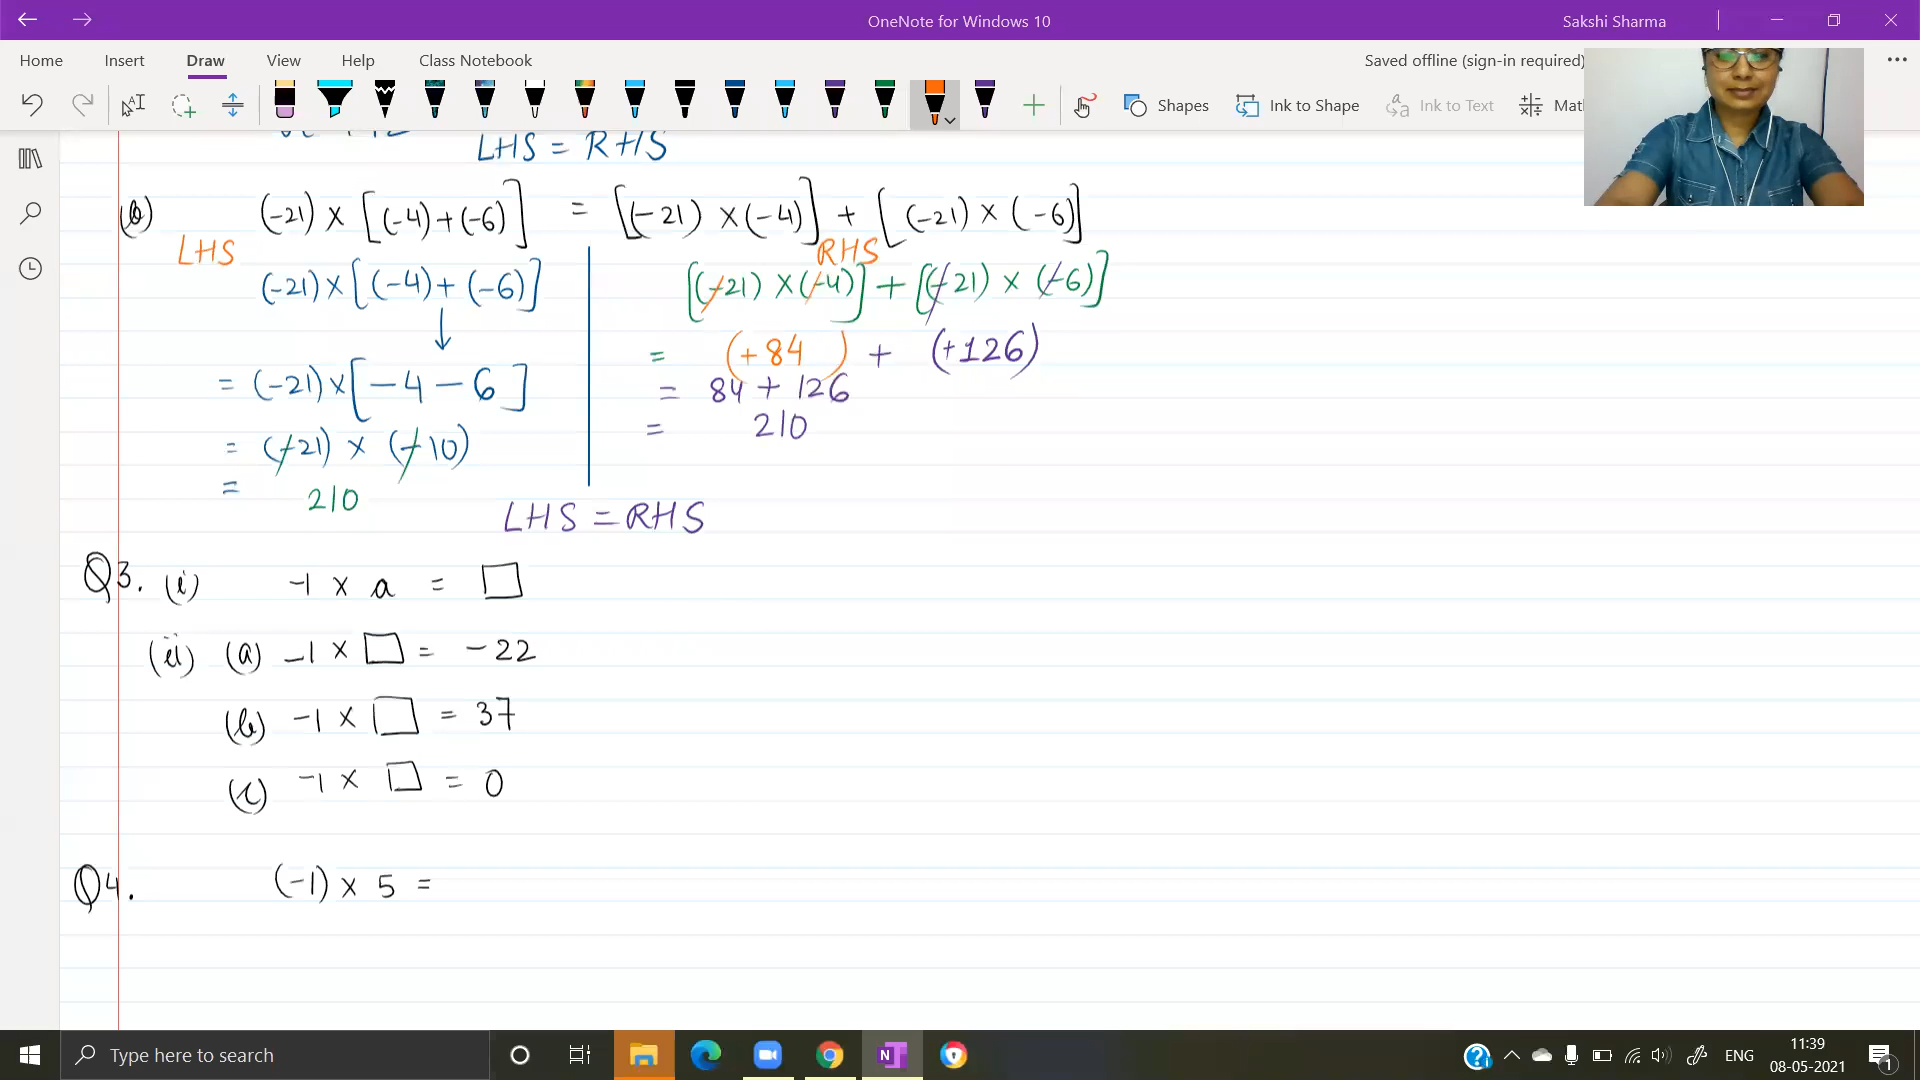 OneNote for Windows 10
Sakshi Sharma
Home Insert Draw View Help Class Notebook
Saved offline (sign-in required)
Shapes Ink to Shape Ink to Text Math
LHS = RHS
(b) (-21) × [(-4)+(-6)] = [(-21) ×(-4)] + [(-21) × (-6)]
LHS RHS
(-21)×[(-4)+(-6)] [(-21) ×(-4)] + [(-21) × (-6)]
= (+84) + (+126)
= (-21)×[-4-6] = 84 + 126
= 210
= (-21) × (-10)
= 210
LHS = RHS
Q3. (i) -1 × a = □
(ii) (a) -1 × □ = -22
(b) -1 × □ = 37
(c) -1 × □ = 0
Q4. (-1) × 5 =
Type here to search
ENG
11:39
08-05-2021
1